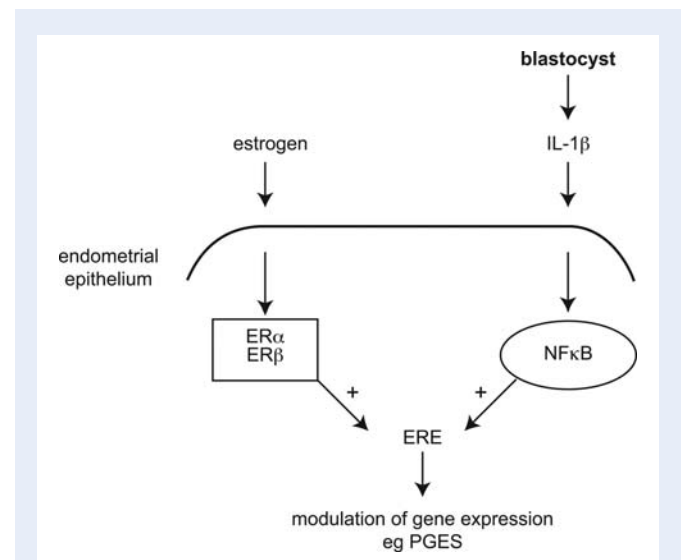 blastocyst
estrogen
IL-1β
endometrial
epithelium
ERα
ERβ
NFκB
+
+
ERE
modulation of gene expression
eg PGES